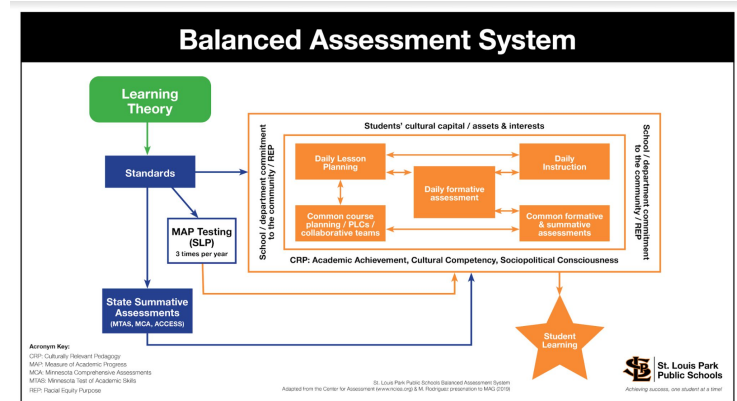 Balanced Assessment System
Learning
Theory
Standards
MAP Testing
(SLP)
3 times per year
State Summative
Assessments
(MTAS, MCA, ACCESS)
School / department commitment
to the community / REP
Students' cultural capital / assets & interests
Daily Lesson
Planning
Daily
Instruction
Daily formative
assessment
Common course
planning / PLCs /
collaborative teams
Common formative
& summative
assessments
School / department commitment
to the community / REP
CRP: Academic Achievement, Cultural Competency, Sociopolitical Consciousness
Student
Learning
Acronym Key:
CRP: Culturally Relevant Pedagogy
MAP: Measure of Academic Progress
MCA: Minnesota Comprehensive Assessments
MTAS: Minnesota Test of Academic Skills
REP: Racial Equity Purpose
St. Louis Park Public Schools Balanced Assessment System
Adapted from the Center for Assessment (www.nciea.org) & M. Rodriguez presentation to MAG (2019)
SLP
St. Louis Park
Public Schools
Achieving success, one student at a time!